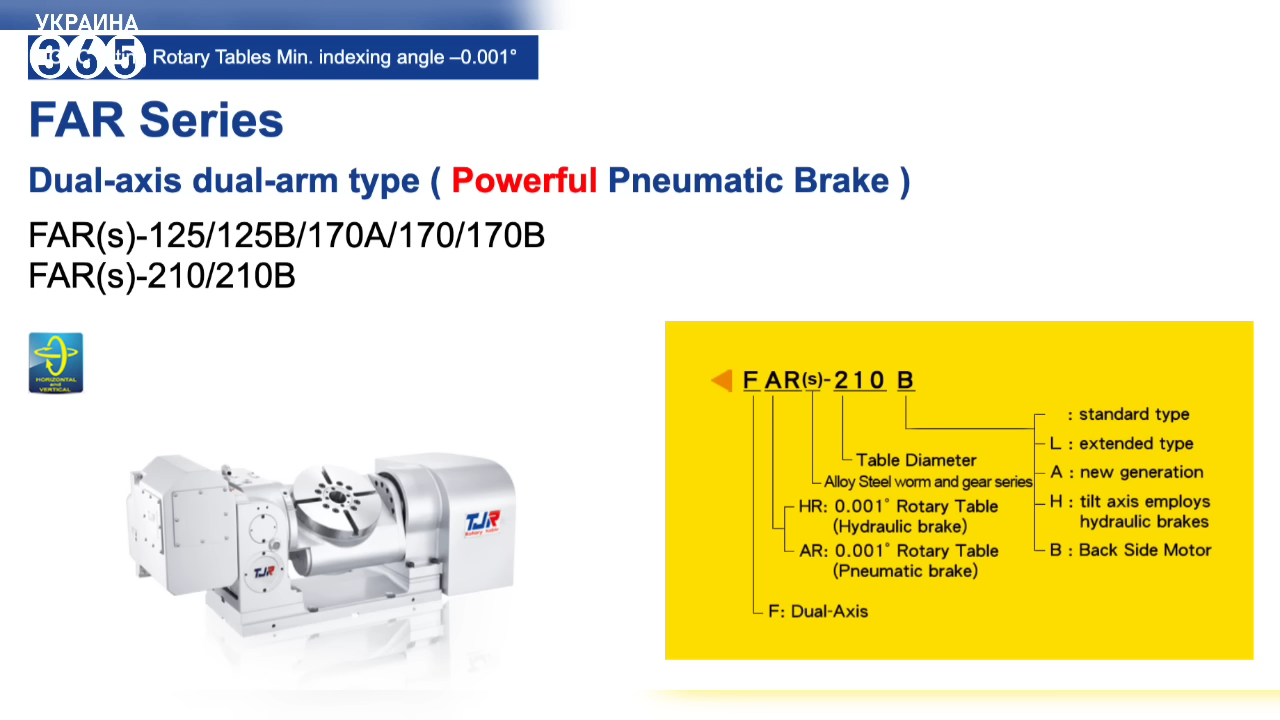 УКРАИНА
365
Rotary Tables Min. indexing angle –0.001°
FAR Series
Dual-axis dual-arm type ( Powerful Pneumatic Brake )
FAR(s)-125/125B/170A/170/170B
FAR(s)-210/210B
HORIZONTAL
and
VERTICAL
TJR
Rotary Table
TJR
FAR(s)-210 B
: standard type
L : extended type
Table Diameter
A : new generation
Alloy Steel worm and gear series
H : tilt axis employs
hydraulic brakes
HR: 0.001° Rotary Table
(Hydraulic brake)
B : Back Side Motor
AR: 0.001° Rotary Table
(Pneumatic brake)
F: Dual-Axis